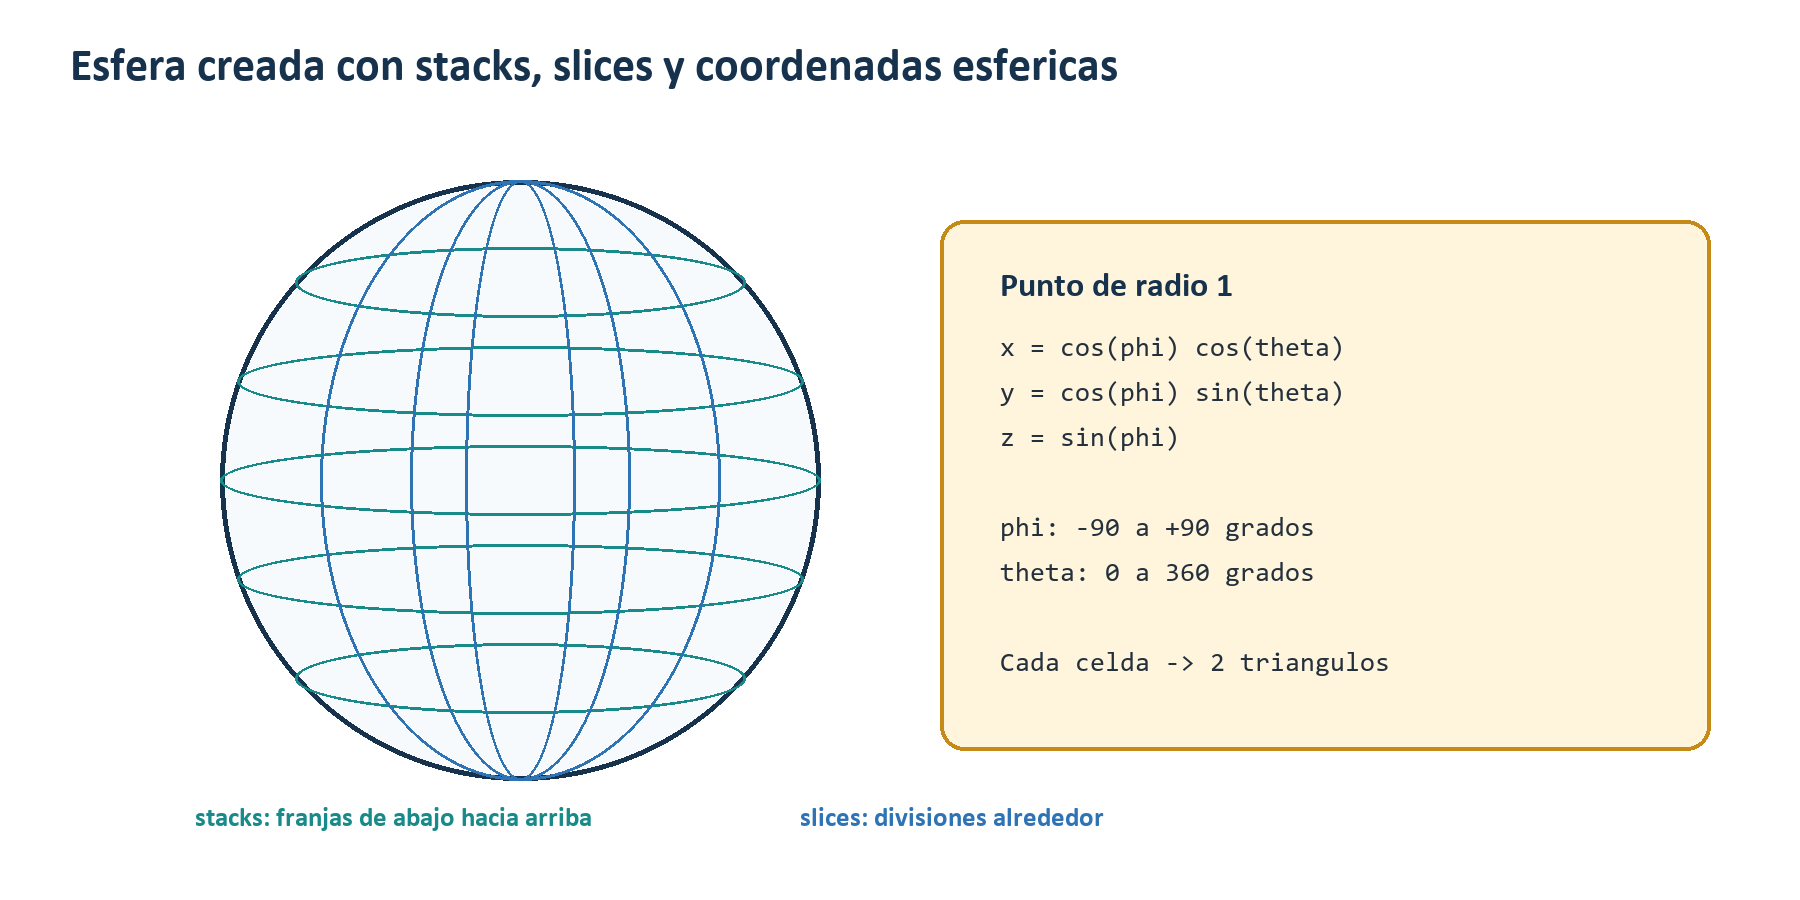 Esfera creada con stacks, slices y coordenadas esfericas
Punto de radio 1
x = cos(phi) cos(theta)
y = cos(phi) sin(theta)
z = sin(phi)
phi: -90 a +90 grados
theta: 0 a 360 grados
Cada celda -> 2 triangulos
stacks: franjas de abajo hacia arriba
slices: divisiones alrededor